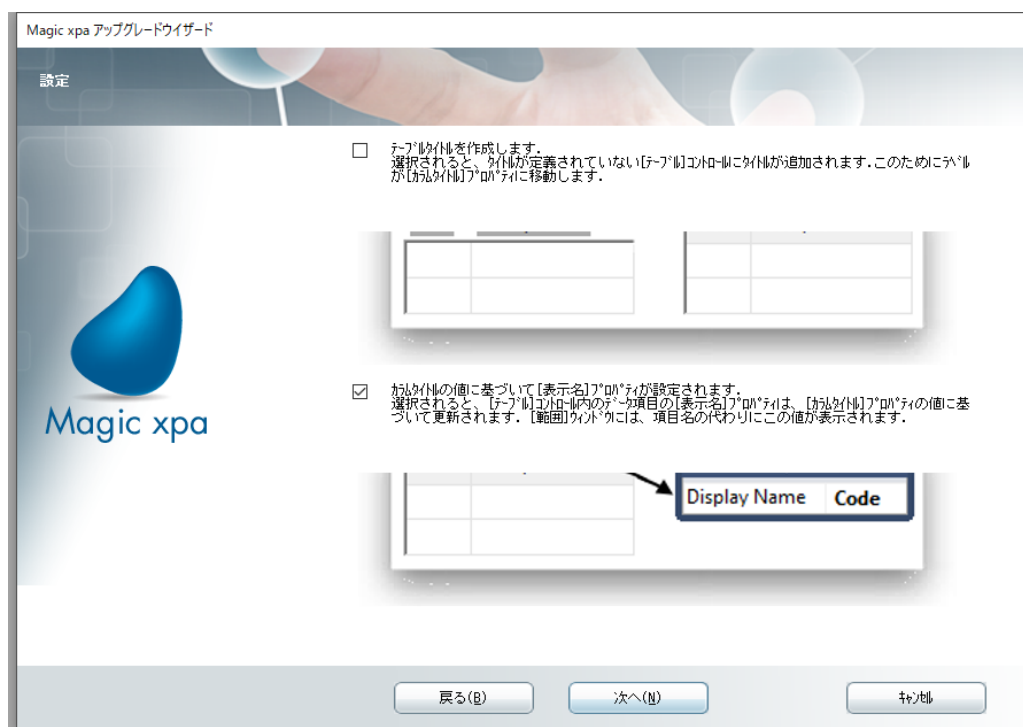 Magic xpa アップグレードウィザード
設定
ﾃｰﾌﾞﾙﾀｲﾄﾙを作成します.
選択されると、ﾀｲﾄﾙが定義されていない[ﾃｰﾌﾞﾙ]ｺﾝﾄﾛｰﾙにﾀｲﾄﾙが追加されます.このためにﾗﾍﾞﾙ
が[ｶﾗﾑﾀｲﾄﾙ]ﾌﾟﾛﾊﾟﾃｨに移動します.
ｶﾗﾑﾀｲﾄﾙの値に基づいて[表示名]ﾌﾟﾛﾊﾟﾃｨが設定されます.
選択されると、[ﾃｰﾌﾞﾙ]ｺﾝﾄﾛｰﾙ内のﾃﾞｰﾀ項目の[表示名]ﾌﾟﾛﾊﾟﾃｨは、[ｶﾗﾑﾀｲﾄﾙ]ﾌﾟﾛﾊﾟﾃｨの値に基
づいて更新されます.[範囲]ｳｨﾝﾄﾞｳには、項目名の代わりにこの値が表示されます.
Magic xpa
Display Name Code
戻る(B) 次へ(N) ｷｬﾝｾﾙ